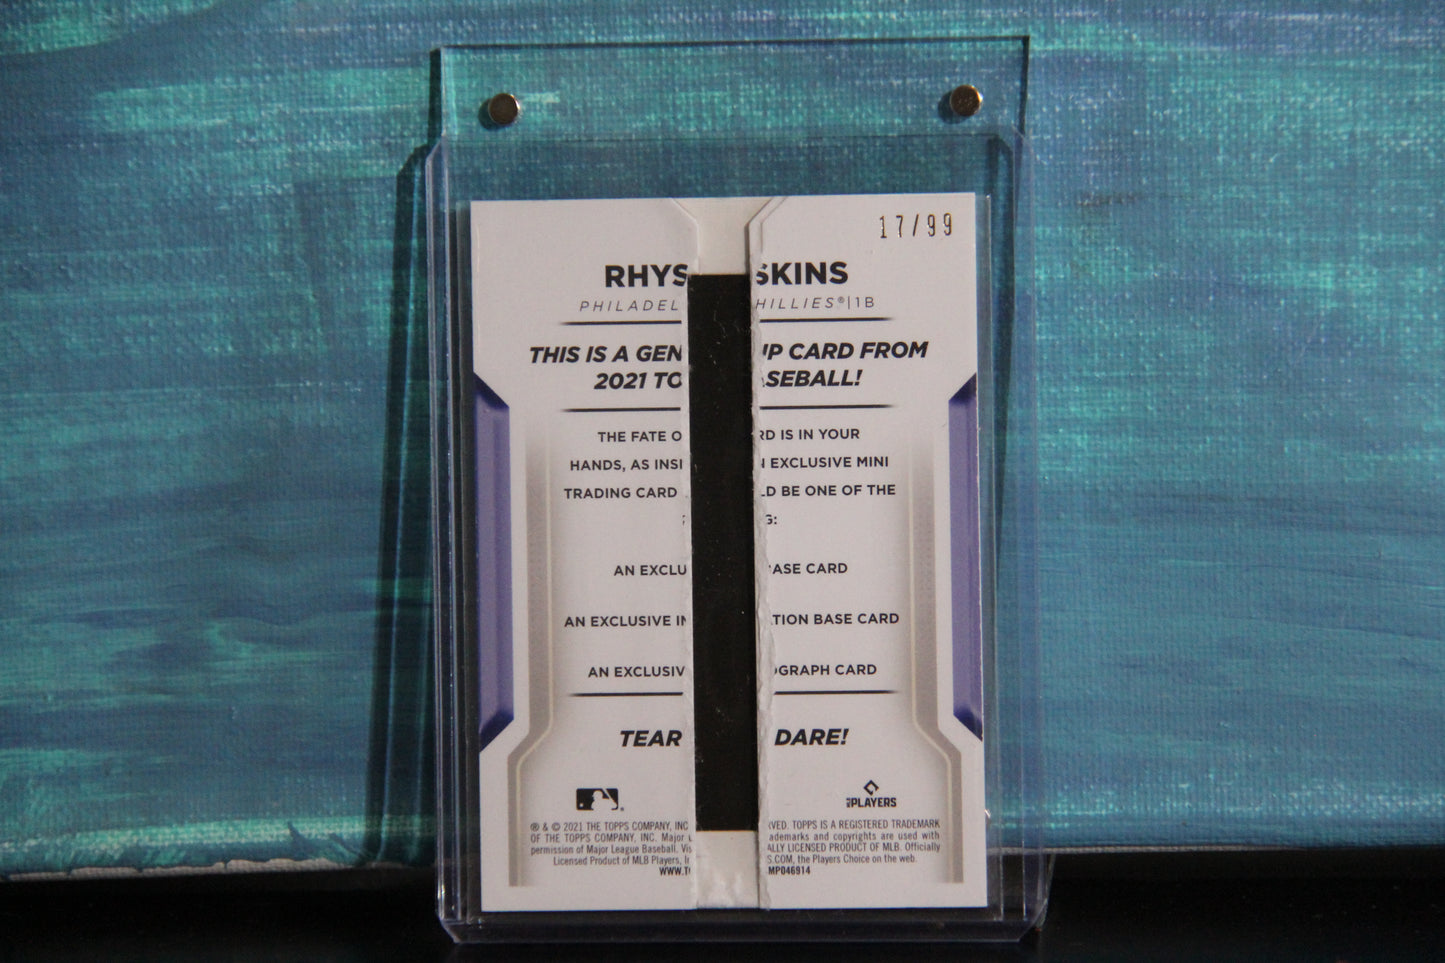 17/99
RHYS SKINS
PHILADEL HILLIES®|1B
THIS IS A GEN IP CARD FROM
2021 TO ASEBALL!
THE FATE O RD IS IN YOUR
HANDS, AS INSI N EXCLUSIVE MINI
TRADING CARD LD BE ONE OF THE
G:
AN EXCLU ASE CARD
AN EXCLUSIVE IN TION BASE CARD
AN EXCLUSIV OGRAPH CARD
TEAR DARE!
PLAYERS
® & © 2021 THE TOPPS COMPANY, INC RVED. TOPPS IS A REGISTERED TRADEMARK
OF THE TOPPS COMPANY, INC. Major ademarks and copyrights are used with
permission of Major League Baseball. Vis ALLY LICENSED PRODUCT OF MLB. Officially
Licensed Product of MLB Players, I S.COM, the Players Choice on the web.
WWW.T MP046914